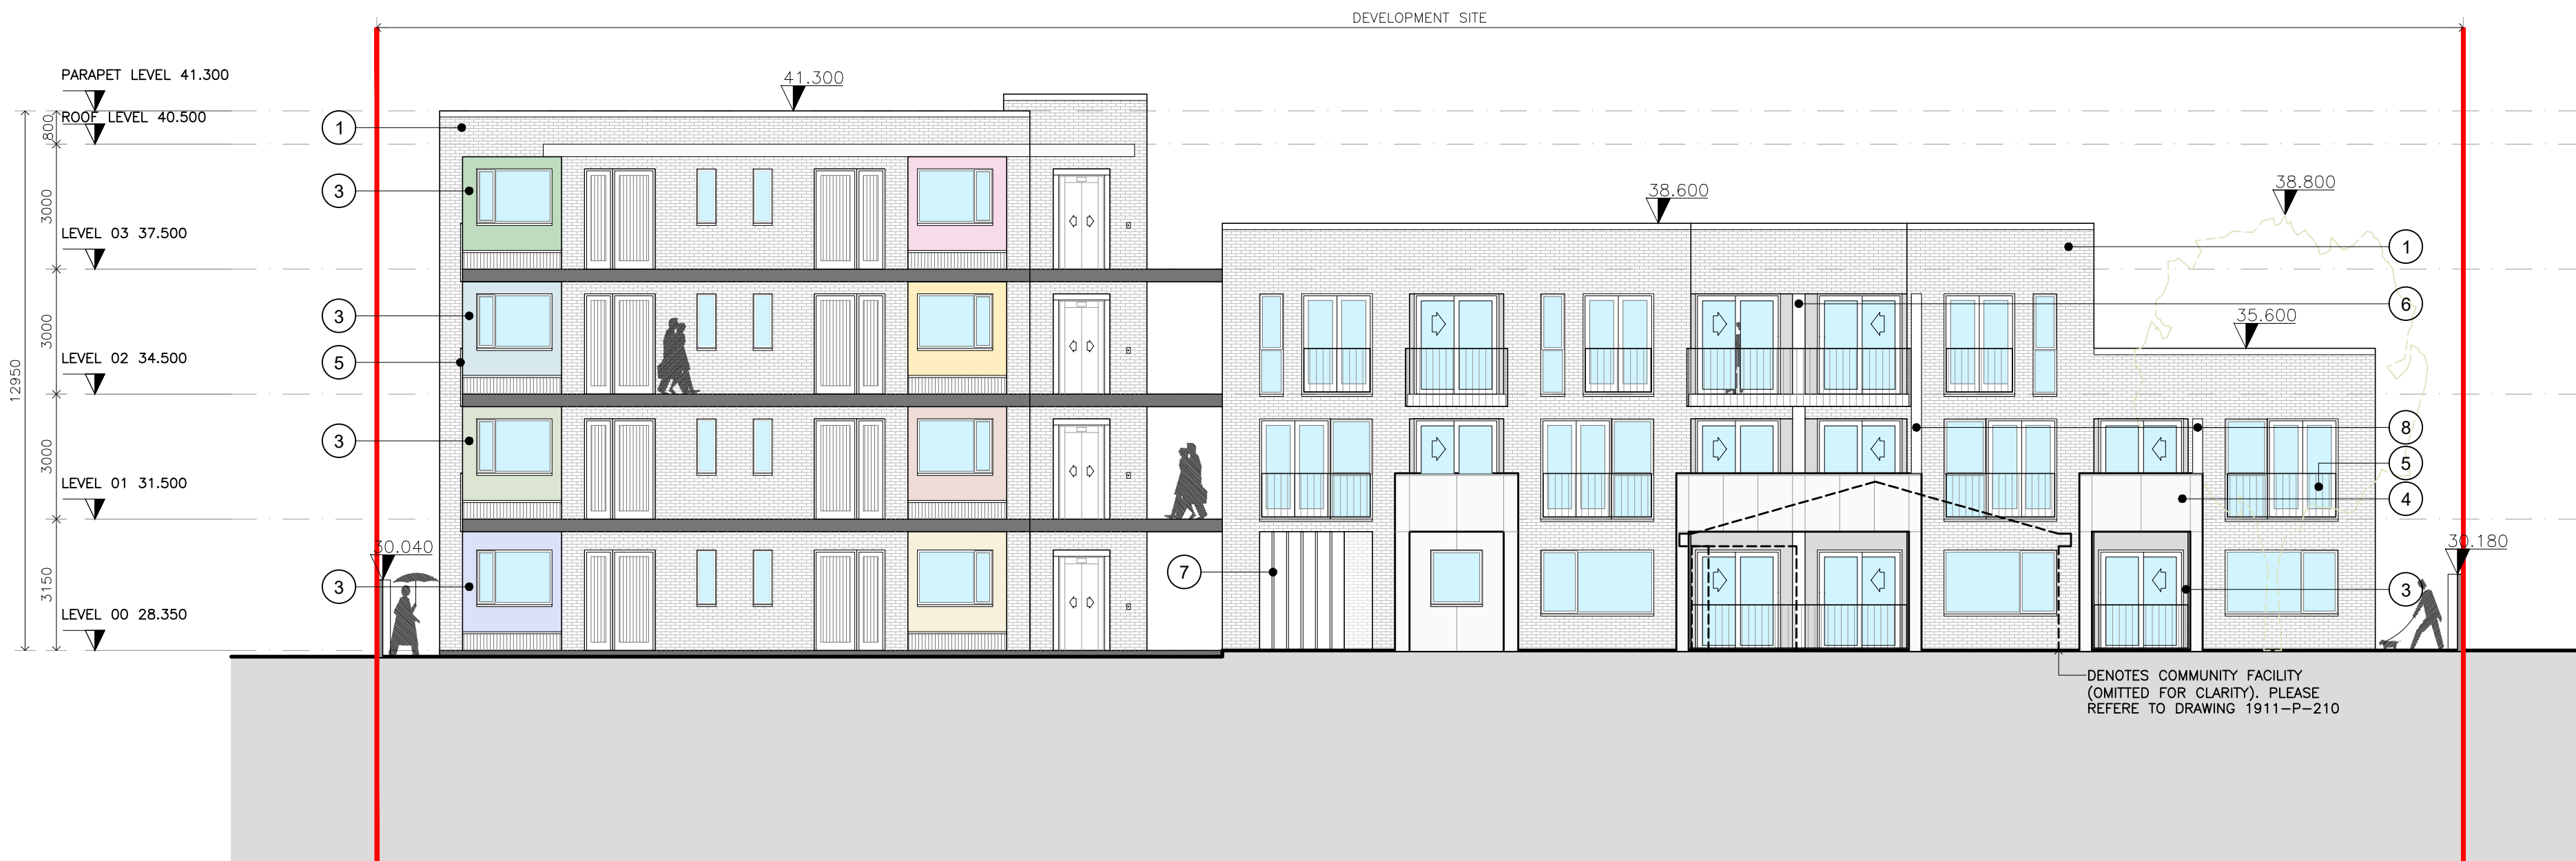 DEVELOPMENT SITE
PARAPET LEVEL 41.300
41.300
ROOF LEVEL 40.500
800
1
3
3000
38.600
38.800
LEVEL 03 37.500
1
3
6
3000
35.600
LEVEL 02 34.500
5
12950
3
8
3000
5
LEVEL 01 31.500
4
30.040
30.180
3
7
3
3150
LEVEL 00 28.350
DENOTES COMMUNITY FACILITY
(OMITTED FOR CLARITY). PLEASE
REFERE TO DRAWING 1911-P-210